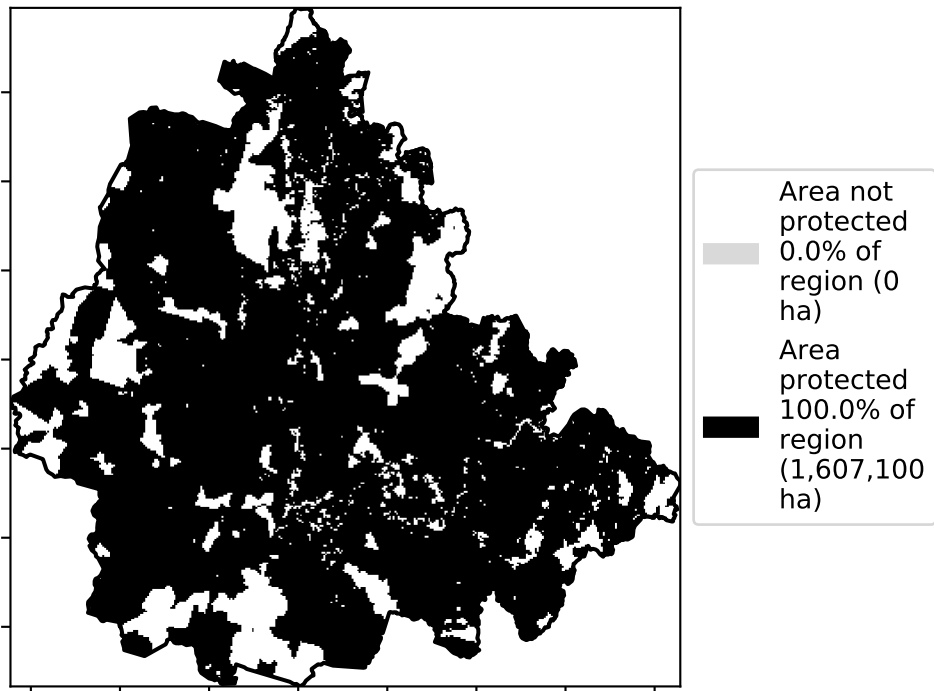 Area not
protected
0.0% of
region (0
ha)
Area
protected
100.0% of
region
(1,607,100
ha)